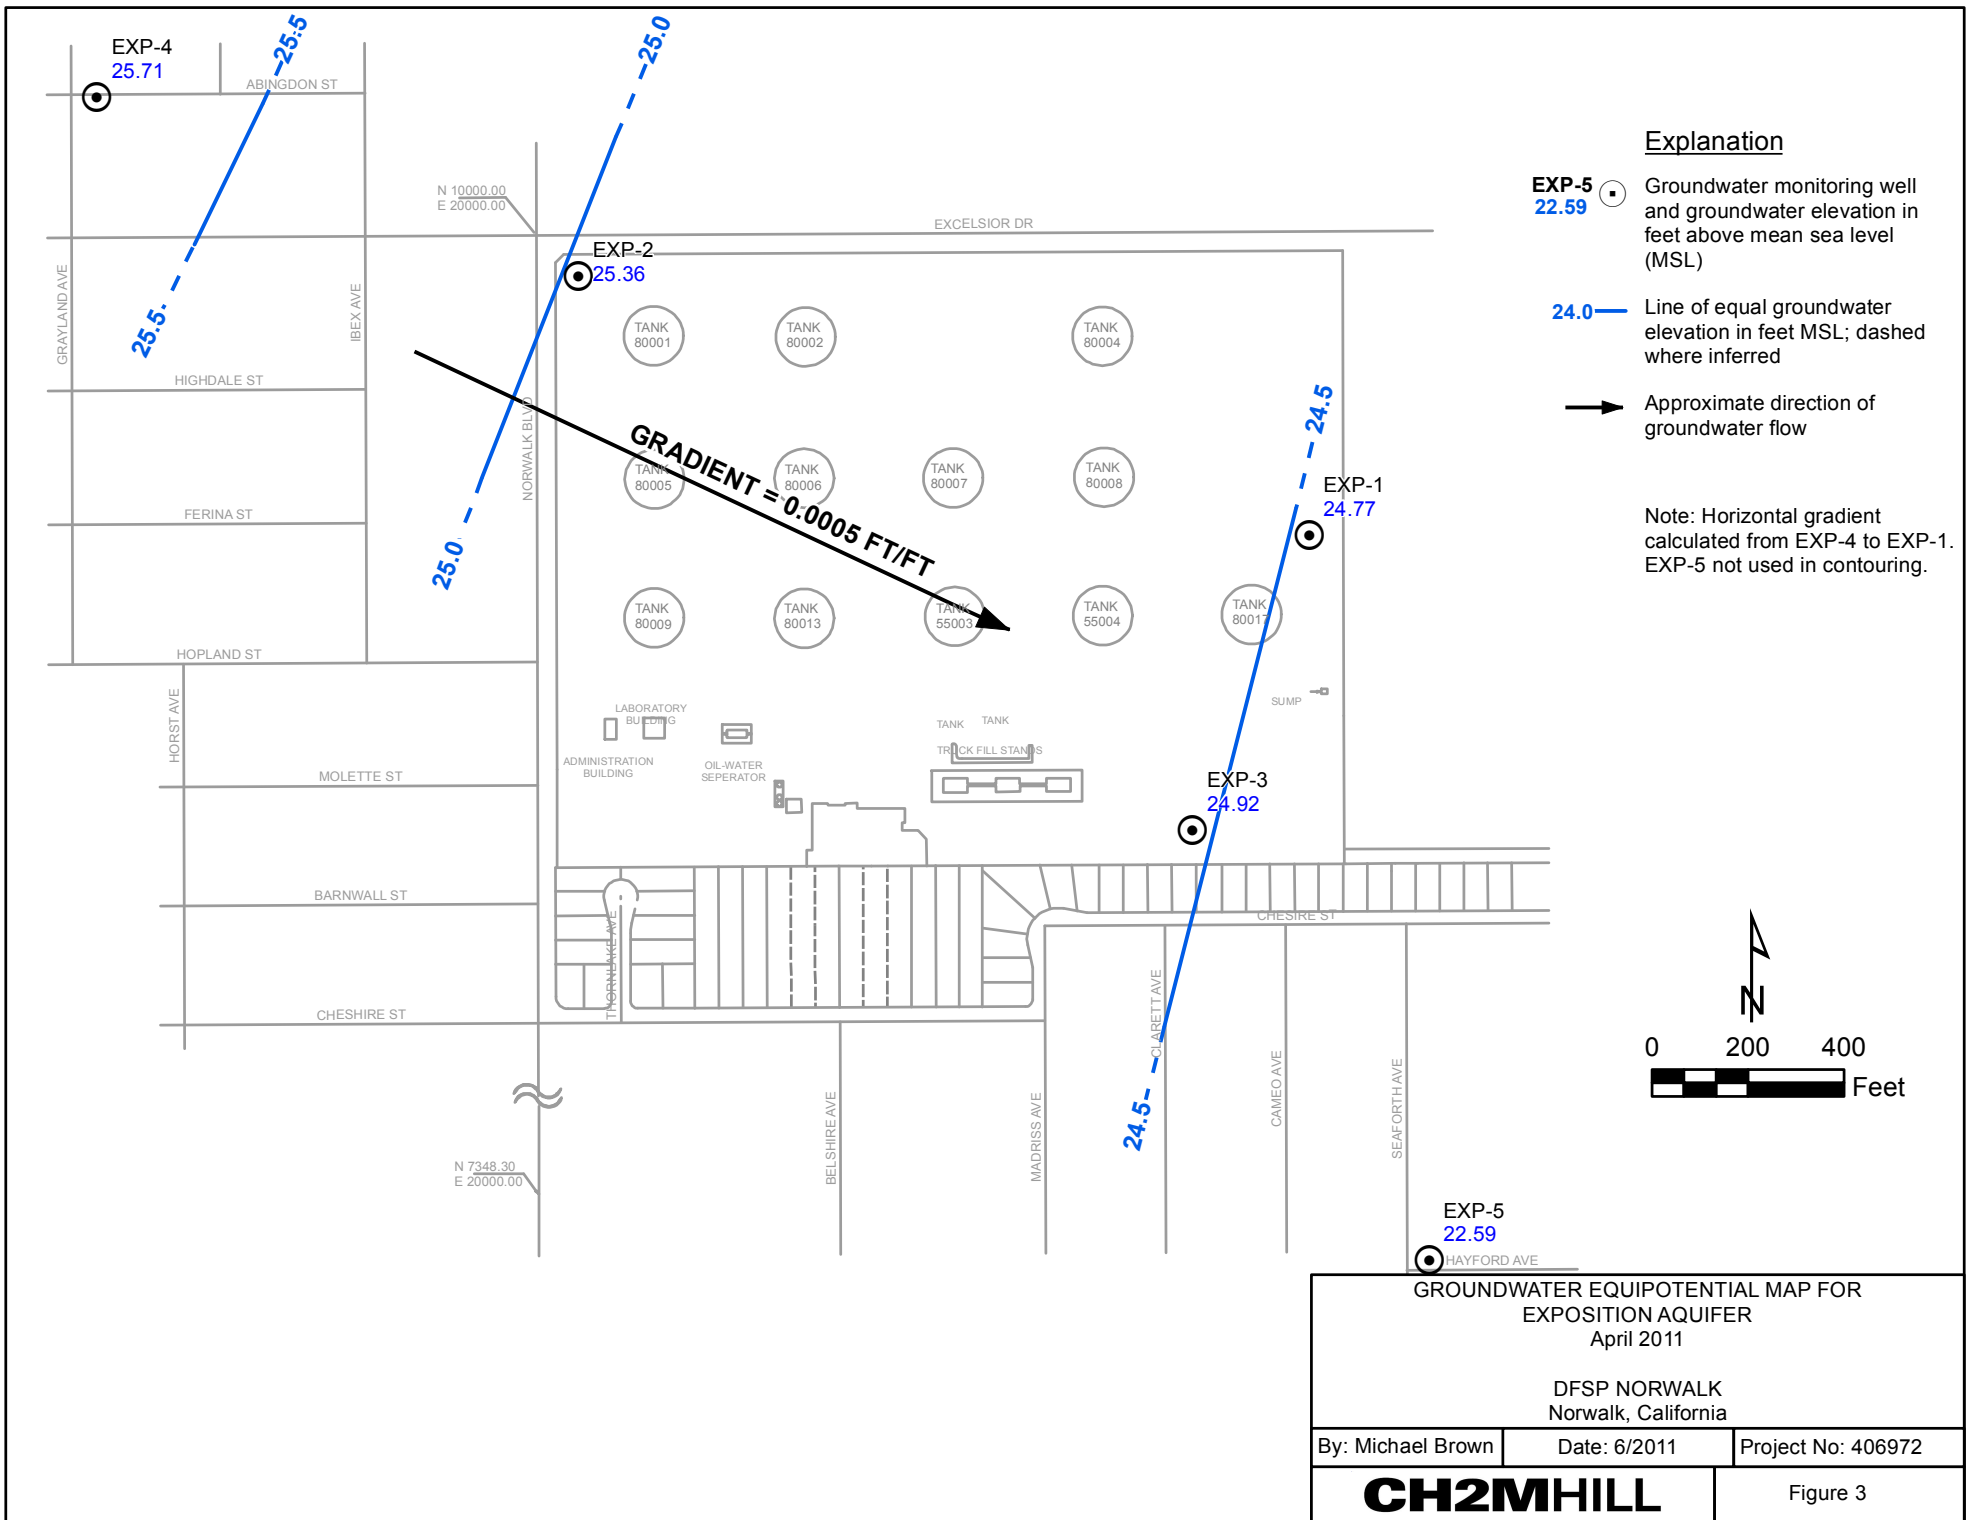 EXP-4
25.71
25.5
25.0
ABINGDON ST
N 10000.00
E 20000.00
EXCELSIOR DR
EXP-2
25.36
GRAYLAND AVE
IBEX AVE
25.5
HIGHDALE ST
NORWALK BLVD
FERINA ST
25.0
HOPLAND ST
HORST AVE
MOLETTE ST
BARNWALL ST
CHESHIRE ST
TANK
80001
TANK
80002
TANK
80004
24.5
GRADIENT = 0.0005 FT/FT
TANK
80005
TANK
80006
TANK
80007
TANK
80008
EXP-1
24.77
TANK
80009
TANK
80013
TANK
55003
TANK
55004
TANK
80017
SUMP
LABORATORY
BUILDING
ADMINISTRATION
BUILDING
OIL-WATER
SEPERATOR
TANK
TANK
TRUCK FILL STANDS
EXP-3
24.92
THORNLAKE AVE
CHESIRE ST
CLARETT AVE
24.5
BELSHIRE AVE
MADRISS AVE
CAMEO AVE
SEAFORTH AVE
N 7348.30
E 20000.00
EXP-5
22.59
HAYFORD AVE
Explanation
EXP-5
22.59
Groundwater monitoring well
and groundwater elevation in
feet above mean sea level
(MSL)
24.0
Line of equal groundwater
elevation in feet MSL; dashed
where inferred
Approximate direction of
groundwater flow
Note: Horizontal gradient
calculated from EXP-4 to EXP-1.
EXP-5 not used in contouring.
N
0 200 400
Feet
GROUNDWATER EQUIPOTENTIAL MAP FOR
EXPOSITION AQUIFER
April 2011
DFSP NORWALK
Norwalk, California
By: Michael Brown
Date: 6/2011
Project No: 406972
CH2MHILL
Figure 3